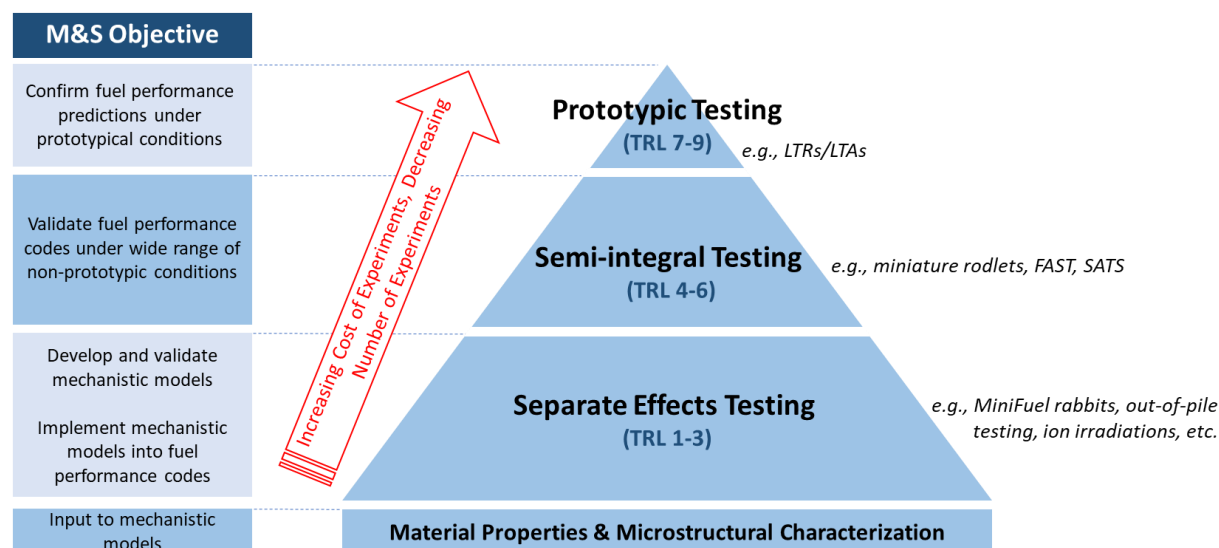 M&S Objective
Confirm fuel performance
predictions under
prototypical conditions
Validate fuel performance
codes under wide range of
non-prototypic conditions
Develop and validate
mechanistic models
Implement mechanistic
models into fuel
performance codes
Input to mechanistic
models
Increasing Cost of Experiments, Decreasing
Number of Experiments
Prototypic Testing
(TRL 7-9)
e.g., LTRs/LTAs
Semi-integral Testing
(TRL 4-6)
e.g., miniature rodlets, FAST, SATS
Separate Effects Testing
(TRL 1-3)
e.g., MiniFuel rabbits, out-of-pile
testing, ion irradiations, etc.
Material Properties & Microstructural Characterization